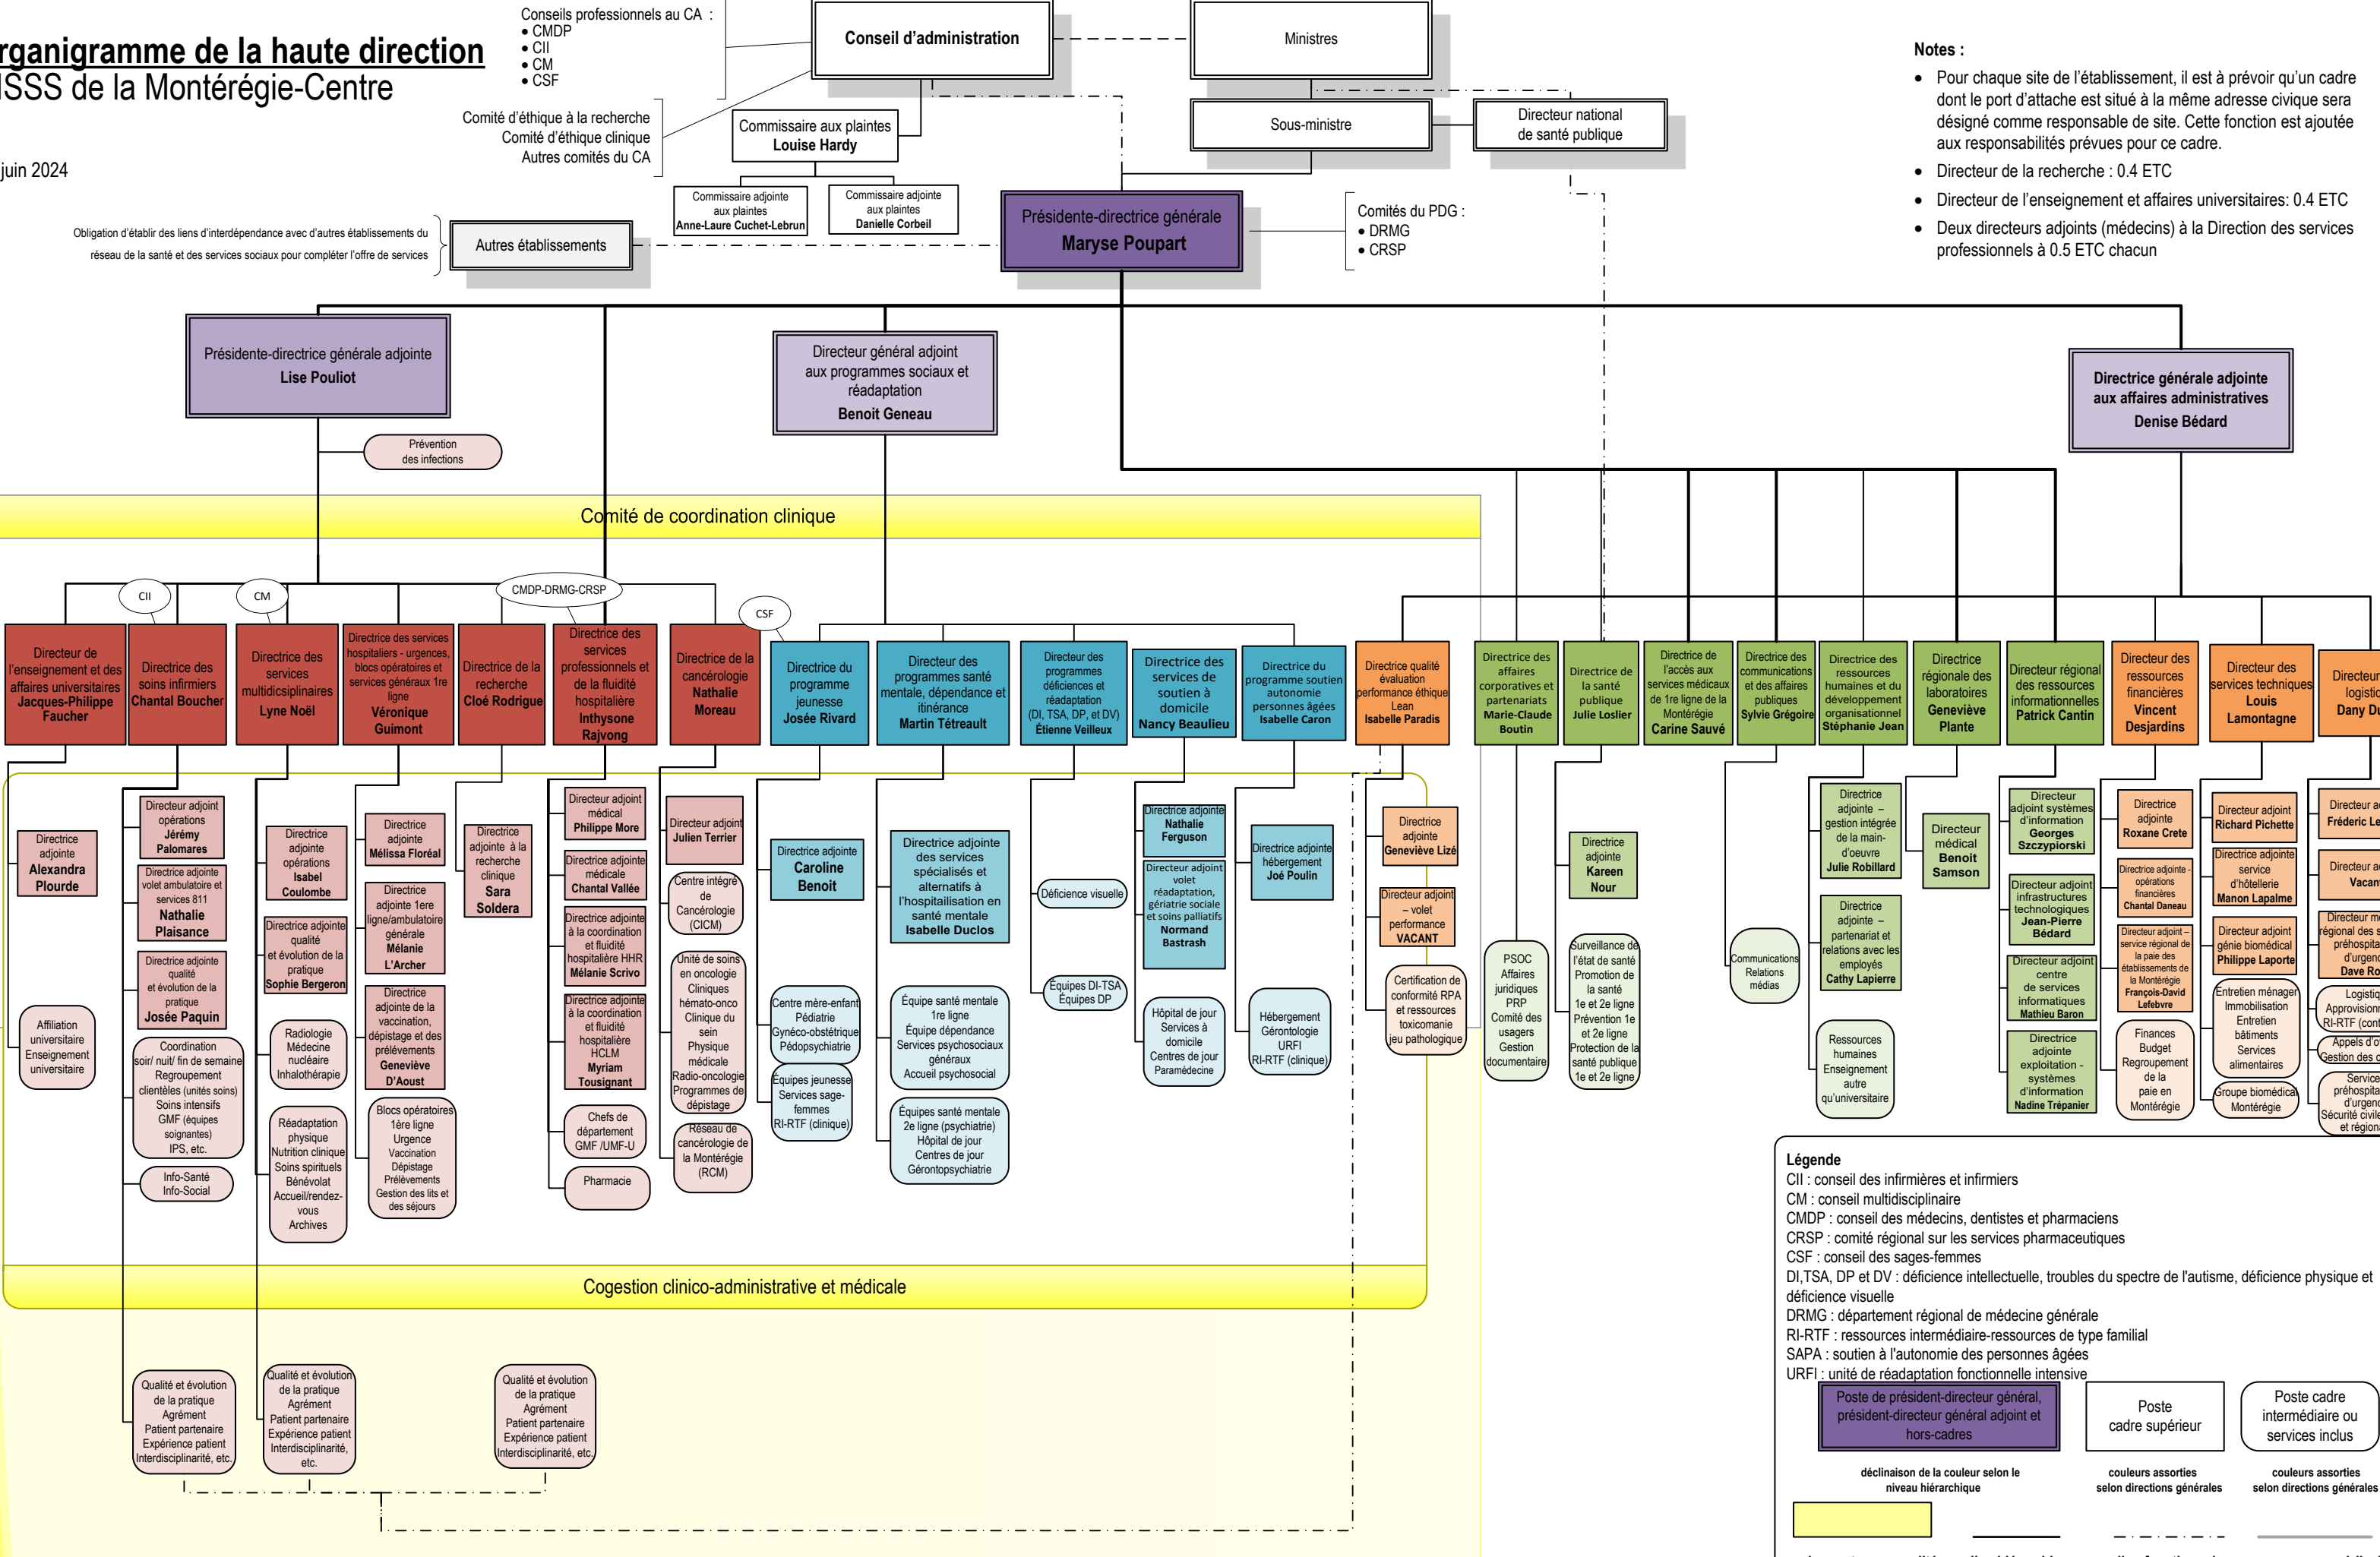 rganigramme de la haute direction
ISSS de la Montérégie-Centre
juin 2024
Conseils professionnels au CA :
• CMDP
• CII
• CM
• CSF
Comité d'éthique à la recherche
Comité d'éthique clinique
Autres comités du CA
Conseil d'administration
Ministres
Sous-ministre
Directeur national
de santé publique
Commissaire aux plaintes
Louise Hardy
Commissaire adjointe
aux plaintes
Anne-Laure Cuchet-Lebrun
Commissaire adjointe
aux plaintes
Danielle Corbeil
Obligation d'établir des liens d'interdépendance avec d'autres établissements du
réseau de la santé et des services sociaux pour compléter l'offre de services
Autres établissements
Présidente-directrice générale
Maryse Poupart
Comités du PDG :
• DRMG
• CRSP
Notes :
• Pour chaque site de l'établissement, il est à prévoir qu'un cadre
dont le port d'attache est situé à la même adresse civique sera
désigné comme responsable de site. Cette fonction est ajoutée
aux responsabilités prévues pour ce cadre.
• Directeur de la recherche : 0.4 ETC
• Directeur de l'enseignement et affaires universitaires: 0.4 ETC
• Deux directeurs adjoints (médecins) à la Direction des services
professionnels à 0.5 ETC chacun
Présidente-directrice générale adjointe
Lise Pouliot
Directeur général adjoint
aux programmes sociaux et
réadaptation
Benoit Geneau
Directrice générale adjointe
aux affaires administratives
Denise Bédard
Prévention
des infections
Comité de coordination clinique
CII
CM
CMDP-DRMG-CRSP
CSF
Directeur de
l'enseignement et des
affaires universitaires
Jacques-Philippe
Faucher
Directrice des
soins infirmiers
Chantal Boucher
Directrice des
services
multidicsiplinaires
Lyne Noël
Directrice des services
hospitaliers - urgences,
blocs opératoires et
services généraux 1re
ligne
Véronique
Guimont
Directrice de la
recherche
Cloé Rodrigue
Directrice des
services
professionnels et
de la fluidité
hospitalière
Inthysone
Rajvong
Directrice de la
cancérologie
Nathalie
Moreau
Directrice du
programme
jeunesse
Josée Rivard
Directeur des
programmes santé
mentale, dépendance et
itinérance
Martin Tétreault
Directeur des
programmes
déficiences et
réadaptation
(DI, TSA, DP, et DV)
Étienne Veilleux
Directrice des
services de
soutien à
domicile
Nancy Beaulieu
Directrice du
programme soutien
autonomie
personnes âgées
Isabelle Caron
Directrice qualité
évaluation
performance éthique
Lean
Isabelle Paradis
Directrice des
affaires
corporatives et
partenariats
Marie-Claude
Boutin
Directrice de
la santé
publique
Julie Loslier
Directrice de
l'accès aux
services médicaux
de 1re ligne de la
Montérégie
Carine Sauvé
Directrice des
communications
et des affaires
publiques
Sylvie Grégoire
Directrice des
ressources
humaines et du
développement
organisationnel
Stéphanie Jean
Directrice
régionale des
laboratoires
Geneviève
Plante
Directeur régional
des ressources
informationnelles
Patrick Cantin
Directeur des
ressources
financières
Vincent
Desjardins
Directeur des
services techniques
Louis
Lamontagne
Directeur
logistic
Dany Du
Directrice
adjointe
Alexandra
Plourde
Affiliation
universitaire
Enseignement
universitaire
Directeur adjoint
opérations
Jérémy
Palomares
Directrice adjointe
volet ambulatoire et
services 811
Nathalie
Plaisance
Directrice adjointe
qualité
et évolution de la
pratique
Josée Paquin
Coordination
soir/ nuit/ fin de semaine
Regroupement
clientèles (unités soins)
Soins intensifs
GMF (équipes
soignantes)
IPS, etc.
Info-Santé
Info-Social
Directrice
adjointe
opérations
Isabel
Coulombe
Directrice adjointe
qualité
et évolution de la
pratique
Sophie Bergeron
Radiologie
Médecine
nucléaire
Inhalothérapie
Réadaptation
physique
Nutrition clinique
Soins spirituels
Bénévolat
Accueil/rendez-
vous
Archives
Directrice
adjointe
Mélissa Floréal
Directrice
adjointe 1ere
ligne/ambulatoire
générale
Mélanie
L'Archer
Directrice
adjointe de la
vaccination,
dépistage et des
prélévements
Geneviève
D'Aoust
Blocs opératoires
1ère ligne
Urgence
Vaccination
Dépistage
Prélèvements
Gestion des lits et
des séjours
Directrice
adjointe à la
recherche
clinique
Sara
Soldera
Directeur adjoint
médical
Philippe More
Directrice adjointe
médicale
Chantal Vallée
Directrice adjointe
à la coordination
et fluidité
hospitalière HHR
Mélanie Scrivo
Directrice adjointe
à la coordination
et fluidité
hospitalière
HCLM
Myriam
Tousignant
Chefs de
département
GMF /UMF-U
Pharmacie
Directeur adjoint
Julien Terrier
Centre intégré
de
Cancérologie
(CICM)
Unité de soins
en oncologie
Cliniques
hémato-onco
Clinique du
sein
Physique
médicale
Radio-oncologie
Programmes de
dépistage
Réseau de
cancérologie de
la Montérégie
(RCM)
Directrice adjointe
Caroline
Benoit
Centre mère-enfant
Pédiatrie
Gynéco-obstétrique
Pédopsychiatrie
Équipes jeunesse
Services sage-
femmes
RI-RTF (clinique)
Directrice adjointe
des services
spécialisés et
alternatifs à
l'hospitailisation en
santé mentale
Isabelle Duclos
Équipe santé mentale
1re ligne
Équipe dépendance
Services psychosociaux
généraux
Accueil psychosocial
Équipes santé mentale
2e ligne (psychiatrie)
Hôpital de jour
Centres de jour
Gérontopsychiatrie
Déficience visuelle
Équipes DI-TSA
Équipes DP
Directrice adjointe
Nathalie
Ferguson
Directeur adjoint
volet
réadaptation,
gériatrie sociale
et soins palliatifs
Normand
Bastrash
Hôpital de jour
Services à
domicile
Centres de jour
Paramédecine
Directrice adjointe
hébergement
Joé Poulin
Hébergement
Gérontologie
URFI
RI-RTF (clinique)
Directrice
adjointe
Geneviève Lizé
Directeur adjoint
– volet
performance
VACANT
Certification de
conformité RPA
et ressources
toxicomanie
jeu pathologique
PSOC
Affaires
juridiques
PRP
Comité des
usagers
Gestion
documentaire
Directrice
adjointe
Kareen
Nour
Surveillance de
l'état de santé
Promotion de
la santé
1e et 2e ligne
Prévention 1e
et 2e ligne
Protection de la
santé publique
1e et 2e ligne
Communications
Relations
médias
Directrice
adjointe –
gestion intégrée
de la main-
d'oeuvre
Julie Robillard
Directrice
adjointe –
partenariat et
relations avec les
employés
Cathy Lapierre
Ressources
humaines
Enseignement
autre
qu'universitaire
Directeur
médical
Benoit
Samson
Directeur
adjoint systèmes
d'information
Georges
Szczypiorski
Directeur adjoint
infrastructures
technologiques
Jean-Pierre
Bédard
Directeur adjoint
centre
de services
informatiques
Mathieu Baron
Directrice
adjointe
exploitation -
systèmes
d'information
Nadine Trépanier
Directrice
adjointe
Roxane Crete
Directrice adjointe -
opérations
financières
Chantal Daneau
Directeur adjoint –
service régional de
la paie des
établissements de
la Montérégie
François-David
Lefebvre
Finances
Budget
Regroupement
de la
paie en
Montérégie
Directeur adjoint
Richard Pichette
Directrice adjointe
service
d'hôtellerie
Manon Lapalme
Directeur adjoint
génie biomédical
Philippe Laporte
Entretien ménager
Immobilisation
Entretien
bâtiments
Services
alimentaires
Groupe biomédical
Montérégie
Directeur ad
Fréderic Le
Directeur ad
Vacan
Directeur mé
régional des s
préhospita
d'urgenc
Dave Ro
Logistiq
Approvisionn
RI-RTF (cont
Appels d'o
Gestion des c
Service
préhospita
d'urgenc
Sécurité civile
et régiona
Cogestion clinico-administrative et médicale
Qualité et évolution
de la pratique
Agrément
Patient partenaire
Expérience patient
Interdisciplinarité, etc.
Qualité et évolution
de la pratique
Agrément
Patient partenaire
Expérience patient
Interdisciplinarité,
etc.
Qualité et évolution
de la pratique
Agrément
Patient partenaire
Expérience patient
Interdisciplinarité, etc.
Légende
CII : conseil des infirmières et infirmiers
CM : conseil multidisciplinaire
CMDP : conseil des médecins, dentistes et pharmaciens
CRSP : comité régional sur les services pharmaceutiques
CSF : conseil des sages-femmes
DI,TSA, DP et DV : déficience intellectuelle, troubles du spectre de l'autisme, déficience physique et
déficience visuelle
DRMG : département régional de médecine générale
RI-RTF : ressources intermédiaire-ressources de type familial
SAPA : soutien à l'autonomie des personnes âgées
URFI : unité de réadaptation fonctionnelle intensive
Poste de président-directeur général,
président-directeur général adjoint et
hors-cadres
Poste
cadre supérieur
Poste cadre
intermédiaire ou
services inclus
déclinaison de la couleur selon le
niveau hiérarchique
couleurs assorties
selon directions générales
couleurs assorties
selon directions générales